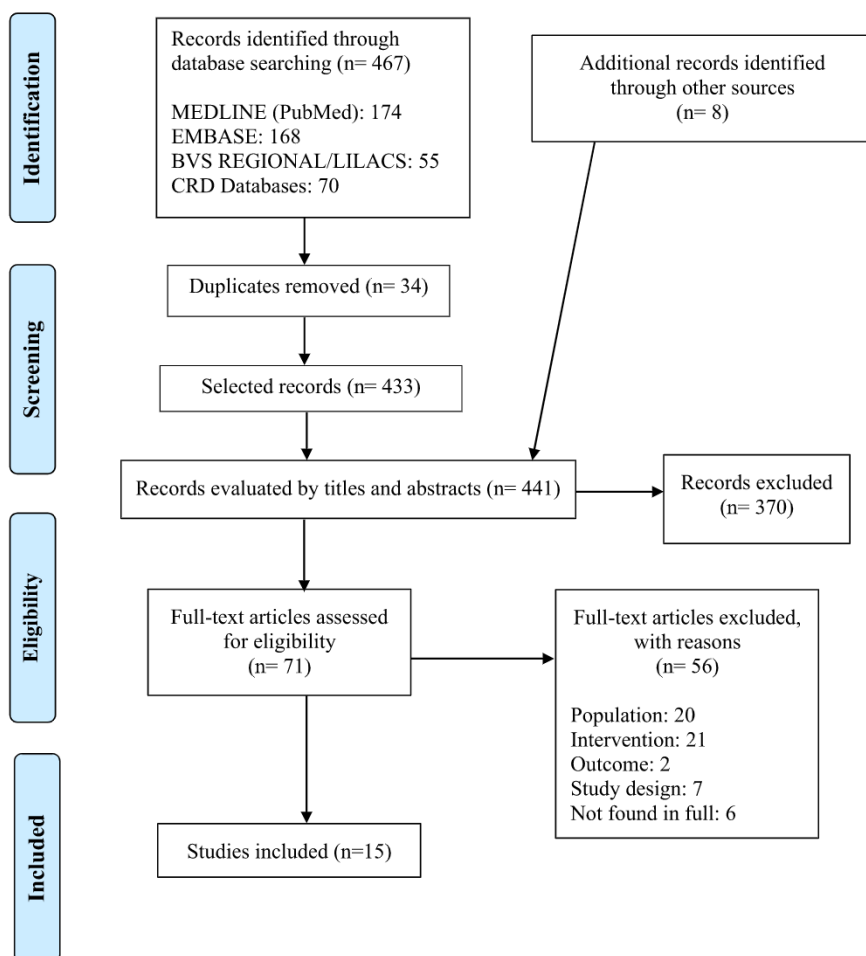 Identification
Records identified through
database searching (n= 467)
MEDLINE (PubMed): 174
EMBASE: 168
BVS REGIONAL/LILACS: 55
CRD Databases: 70
Additional records identified
through other sources
(n= 8)
Screening
Duplicates removed (n= 34)
Selected records (n= 433)
Records evaluated by titles and abstracts (n= 441)
Records excluded
(n= 370)
Eligibility
Full-text articles assessed
for eligibility
(n= 71)
Full-text articles excluded,
with reasons
(n= 56)
Population: 20
Intervention: 21
Outcome: 2
Study design: 7
Not found in full: 6
Included
Studies included (n=15)